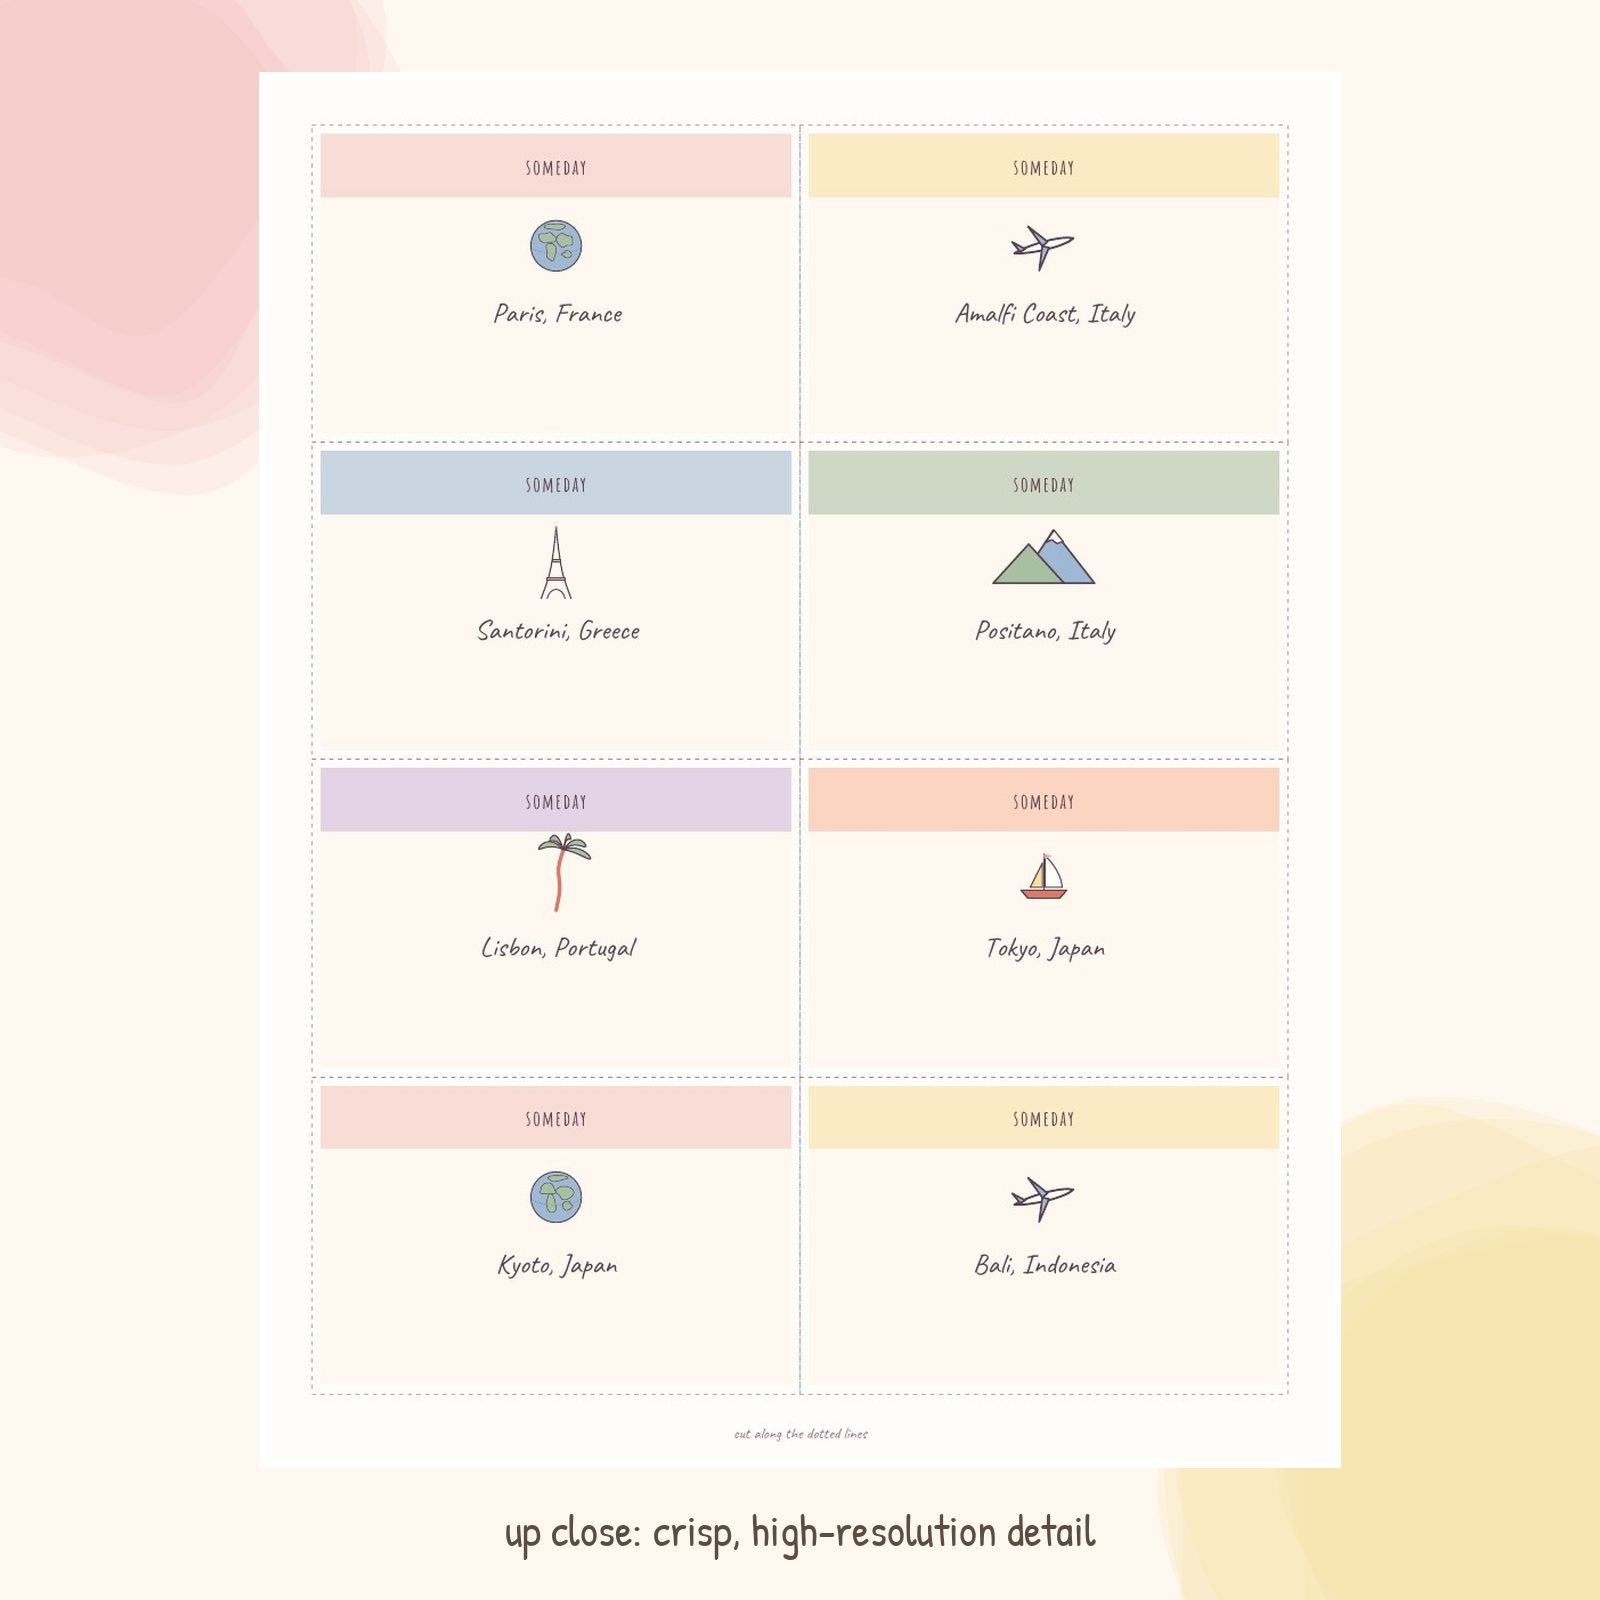 SOMEDAY
Paris, France
SOMEDAY
Amalfi Coast, Italy
SOMEDAY
Santorini, Greece
SOMEDAY
Positano, Italy
SOMEDAY
Lisbon, Portugal
SOMEDAY
Tokyo, Japan
SOMEDAY
Kyoto, Japan
SOMEDAY
Bali, Indonesia
cut along the dotted lines
up close: crisp, high-resolution detail